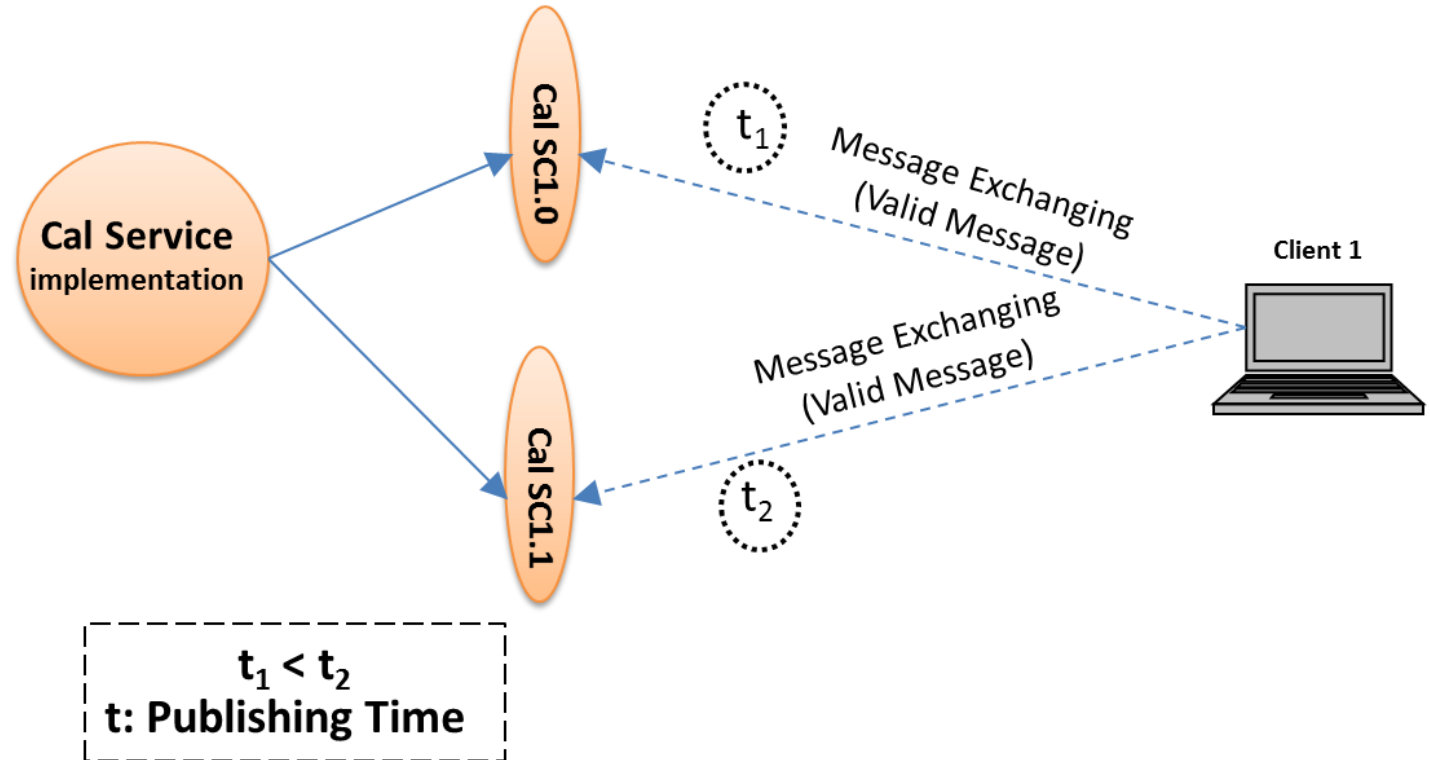 Cal Service
implementation
Cal SC1.0
Cal SC1.1
t₁
Message Exchanging
(Valid Message)
Message Exchanging
(Valid Message)
t₂
Client 1
t₁ < t₂
t: Publishing Time